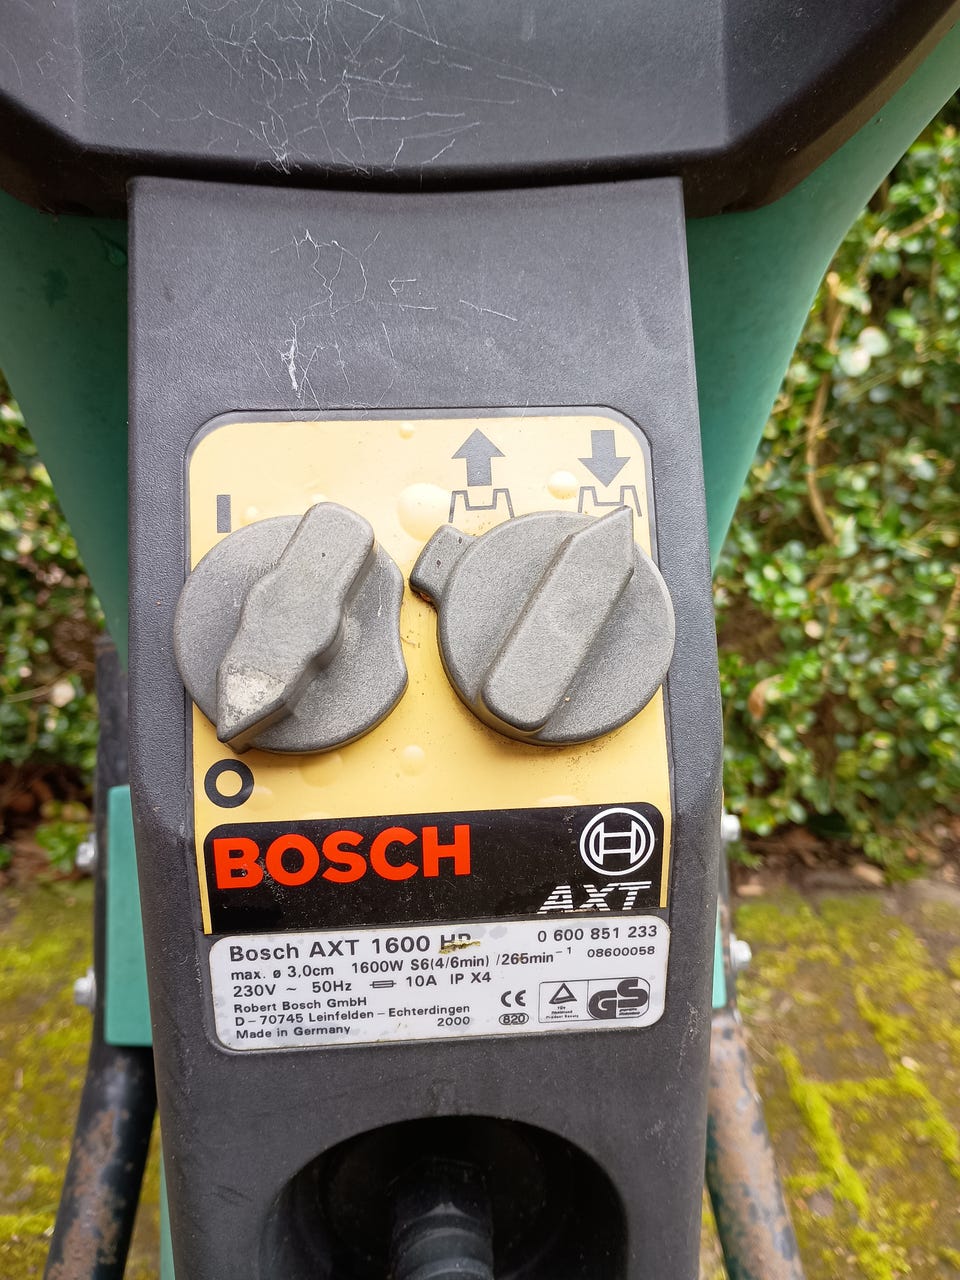 I
O
BOSCH
AXT
Bosch AXT 1600 HP 0 600 851 233
max. ø 3,0cm 1600W S6(4/6min) /265min⁻¹ 08600058
230V ~ 50Hz 10A IP X4
Robert Bosch GmbH
D – 70745 Leinfelden – Echterdingen
Made in Germany 2000
CE
820
GS